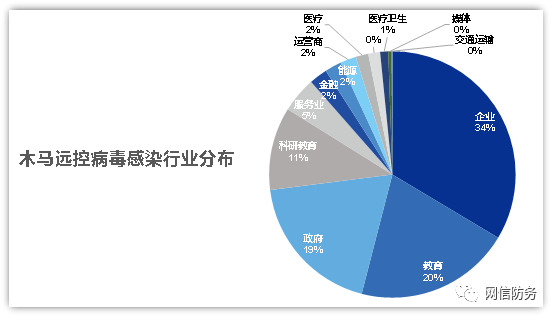 木马远控病毒感染行业分布
企业
34%
教育
20%
政府
19%
科研教育
11%
服务业
5%
金融
2%
能源
2%
运营商
2%
医疗
2%
0%
医疗卫生
1%
媒体
0%
交通运输
0%
网信防务